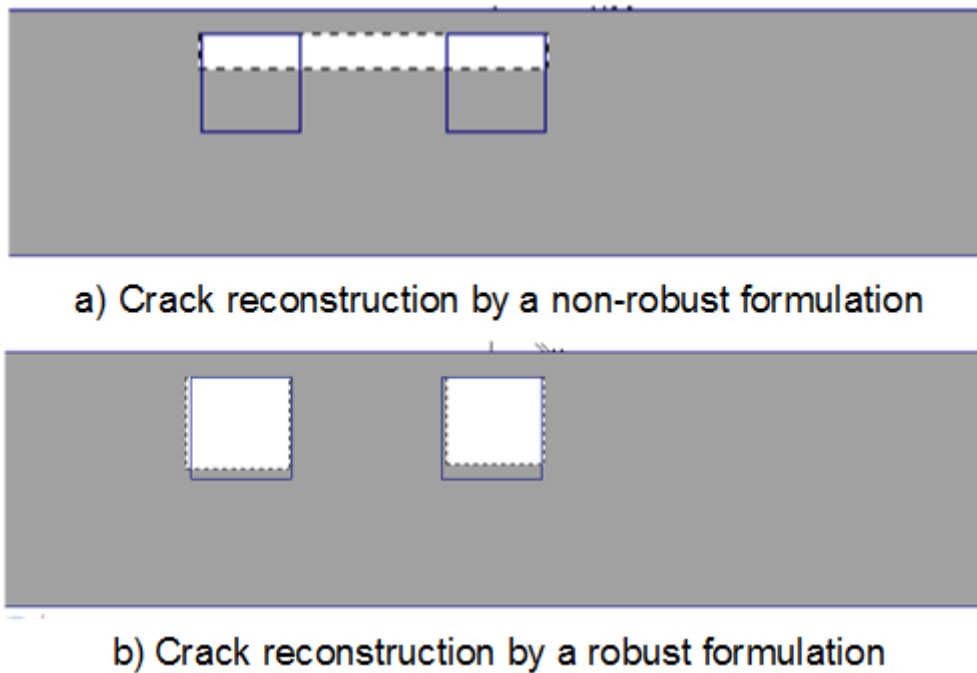 a) Crack reconstruction by a non-robust formulation
b) Crack reconstruction by a robust formulation